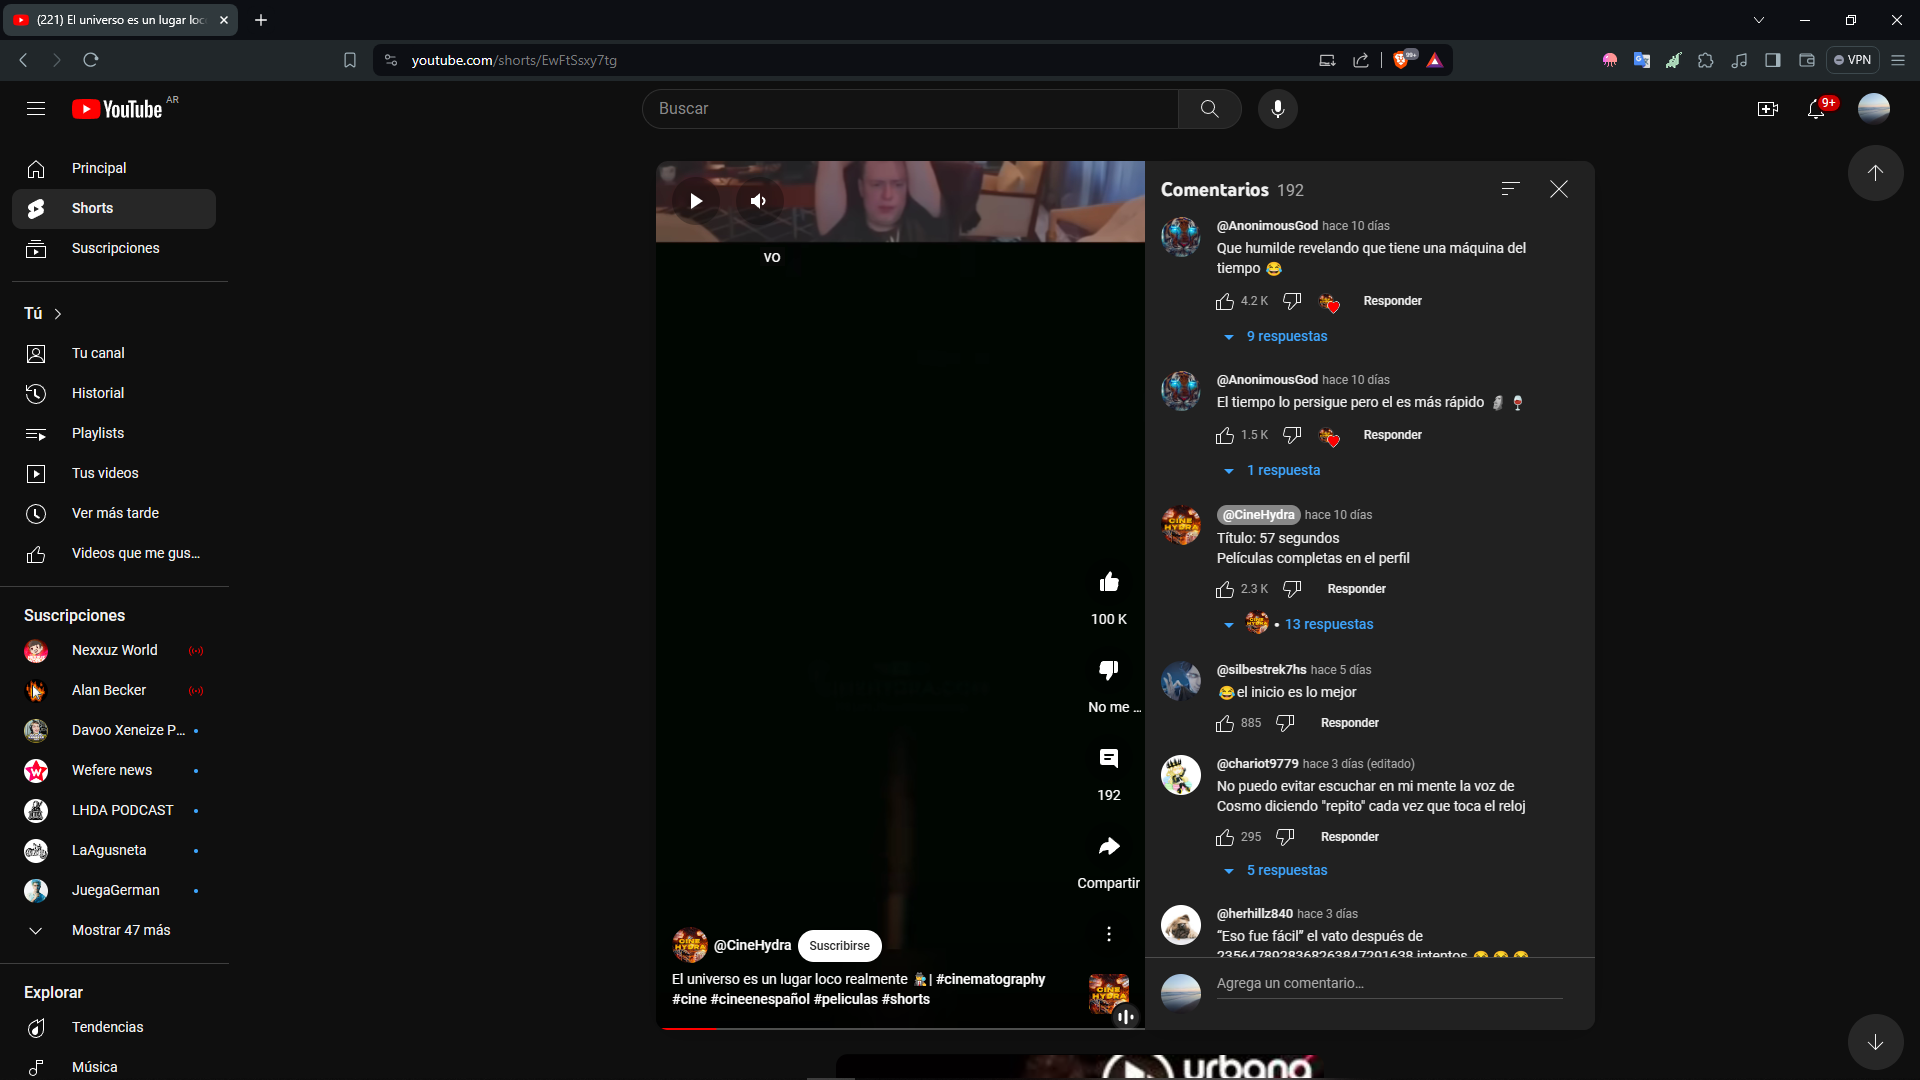 (221) El universo es un lugar loc
youtube.com/shorts/EwFtSsxy7tg
99+
VPN
YouTube AR
Buscar
9+
Principal
Shorts
Suscripciones
Tú
Tu canal
Historial
Playlists
Tus videos
Ver más tarde
Videos que me gus...
Suscripciones
Nexxuz World
Alan Becker
Davoo Xeneize P...
Wefere news
LHDA PODCAST
LaAgusneta
JuegaGerman
Mostrar 47 más
Explorar
Tendencias
Música
VO
100 K
No me ...
192
Compartir
@CineHydra
Suscribirse
El universo es un lugar loco realmente | #cinematography
#cine #cineenespañol #peliculas #shorts
CINE
HYDRA
Comentarios 192
@AnonimousGod hace 10 días
Que humilde revelando que tiene una máquina del
tiempo 😂
4.2 K
Responder
9 respuestas
@AnonimousGod hace 10 días
El tiempo lo persigue pero el es más rápido 🗿🍷
1.5 K
Responder
1 respuesta
@CineHydra hace 10 días
Título: 57 segundos
Películas completas en el perfil
2.3 K
Responder
• 13 respuestas
@silbestrek7hs hace 5 días
😂el inicio es lo mejor
885
Responder
@chariot9779 hace 3 días (editado)
No puedo evitar escuchar en mi mente la voz de
Cosmo diciendo "repito" cada vez que toca el reloj
295
Responder
5 respuestas
@herhillz840 hace 3 días
“Eso fue fácil” el vato después de
2356478928368263847291638 intentos
Agrega un comentario...
urbana